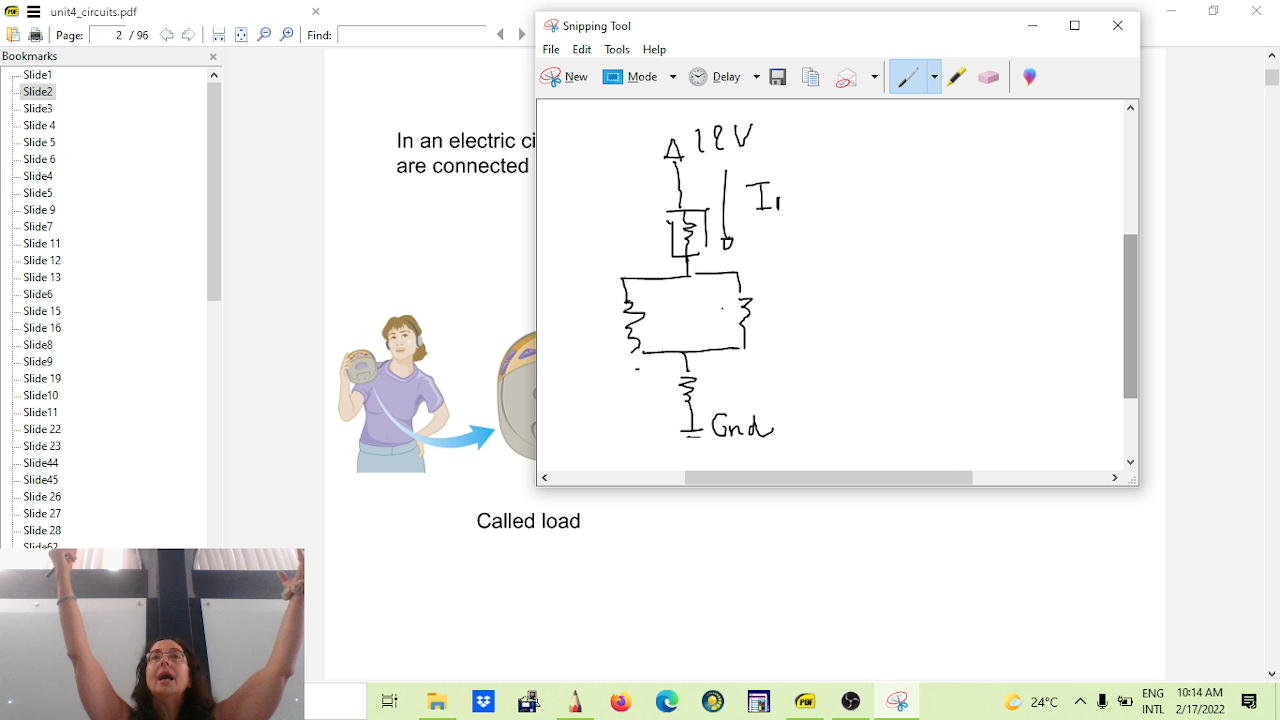 unit4_circuits.pdf
Page: 2 / 96 Find:
Bookmarks
Slide1
Slide2
Slide3
Slide 4
Slide 5
Slide 6
Slide4
Slide5
Slide 9
Slide7
Slide 11
Slide 12
Slide 13
Slide6
Slide 15
Slide 16
Slide8
Slide9
Slide 19
Slide10
Slide11
Slide 22
Slide 23
Slide44
Slide45
Slide 26
Slide 27
Slide 28
In an electric ci
are connected
Called load
Snipping Tool
File Edit Tools Help
New Mode Delay
12V
I1
Gnd
PDF
24°C
ENG
INTL
10:14 AM
2/17/2022